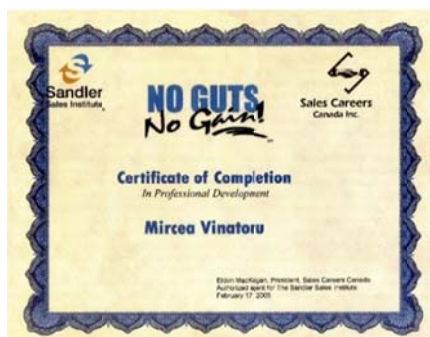 Sandler
Sales Institute
NO GUTS
No Gain!
Sales Careers
Canada Inc.
Certificate of Completion
In Professional Development
Mircea Vinatoru
President, Sales Careers Canada
Authorized agent for The Sandler Sales Institute
February 17, 2005